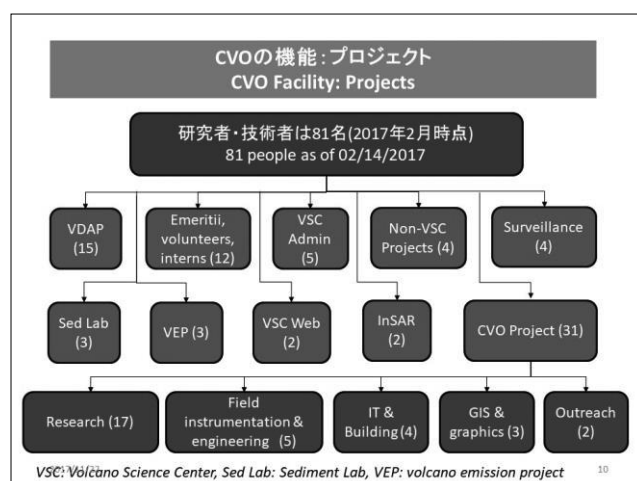 CVOの機能：プロジェクト
CVO Facility: Projects
研究者・技術者は81名(2017年2月時点)
81 people as of 02/14/2017
VDAP
(15)
Emeritii,
volunteers,
interns (12)
VSC
Admin
(5)
Non-VSC
Projects (4)
Surveillance
(4)
Sed Lab
(3)
VEP (3)
VSC Web
(2)
InSAR
(2)
CVO Project (31)
Research (17)
Field
instrumentation &
engineering (5)
IT &
Building (4)
GIS &
graphics (3)
Outreach
(2)
VSC: Volcano Science Center, Sed Lab: Sediment Lab, VEP: volcano emission project
10